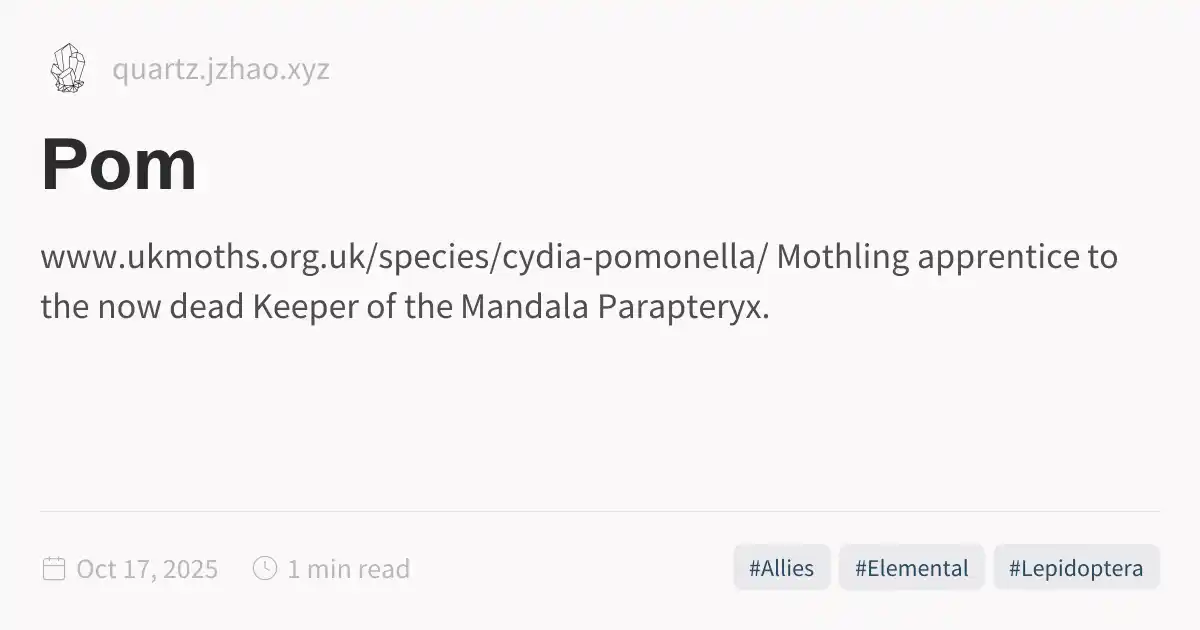 quartz.jzhao.xyz
Pom
www.ukmoths.org.uk/species/cydia-pomonella/ Mothling apprentice to
the now dead Keeper of the Mandala Parapteryx.
Oct 17, 2025 1 min read #Allies #Elemental #Lepidoptera